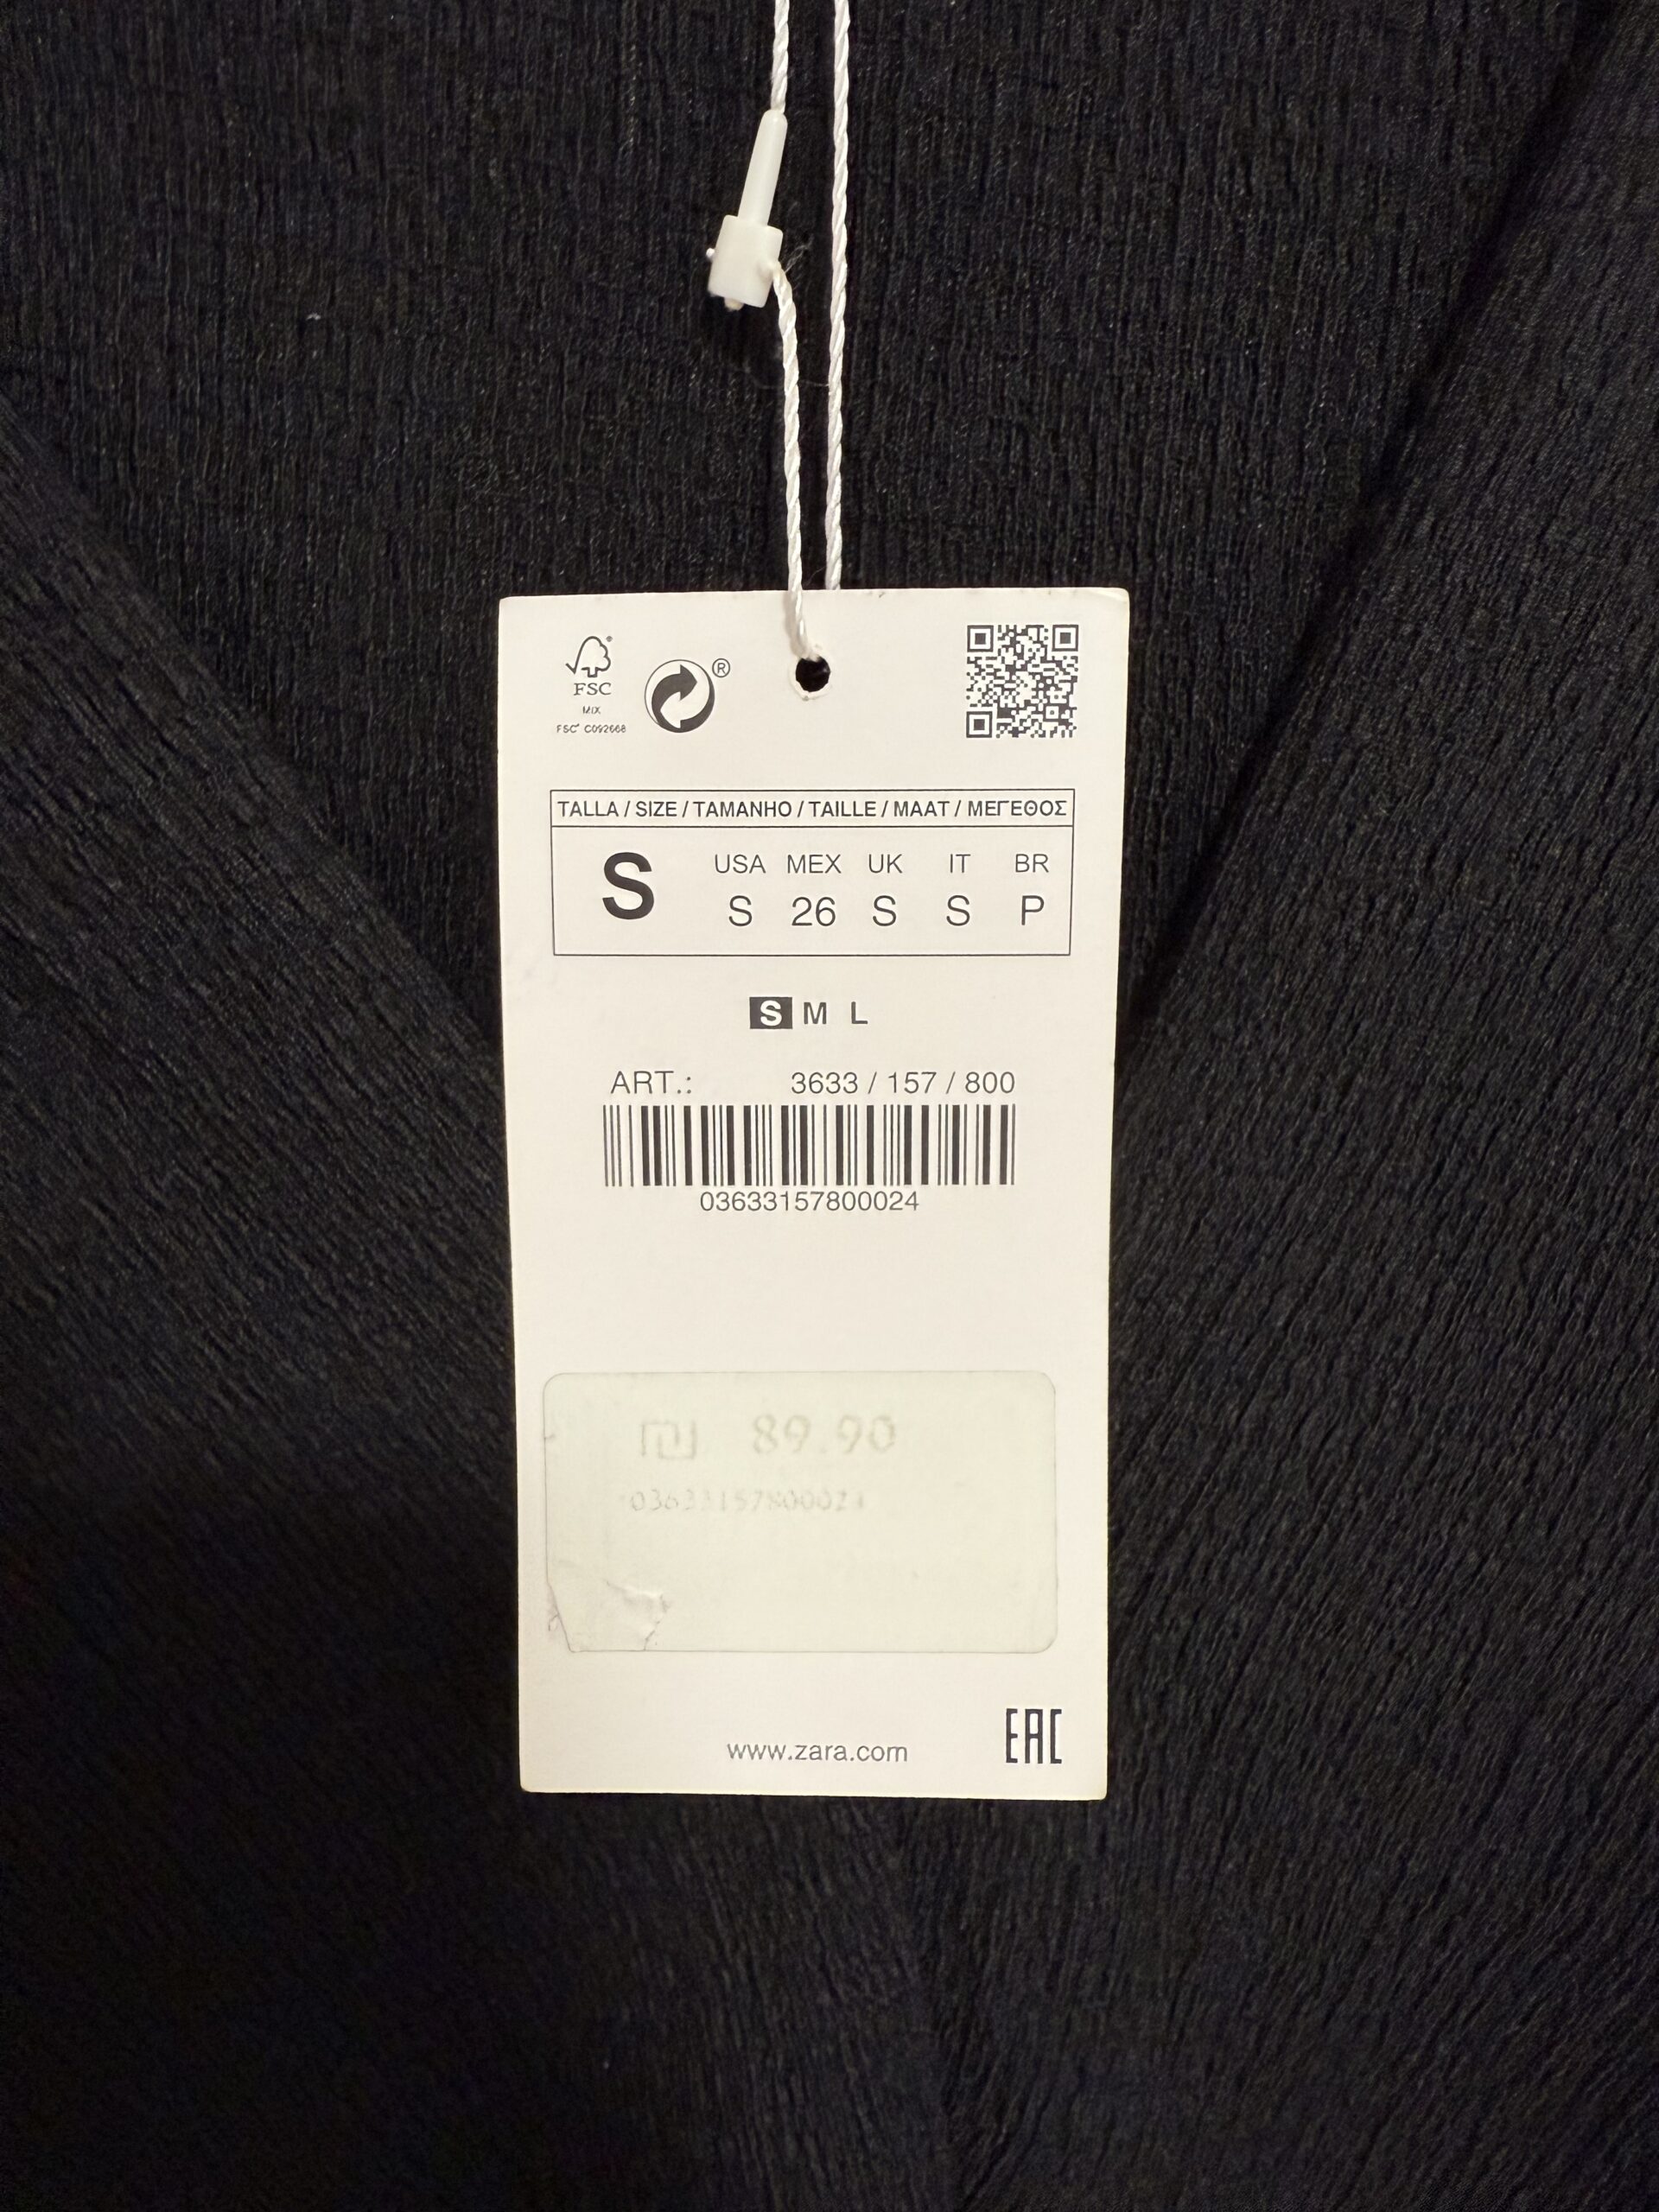 FSC
MIX
FSC® C092668
®
TALLA / SIZE / TAMANHO / TAILLE / MAAT / ΜΕΓΕΘΟΣ
S
USA MEX UK IT BR
S 26 S S P
S M L
ART.: 3633 / 157 / 800
03633157800024
₪ 89.90
03633157800024
www.zara.com
EAC